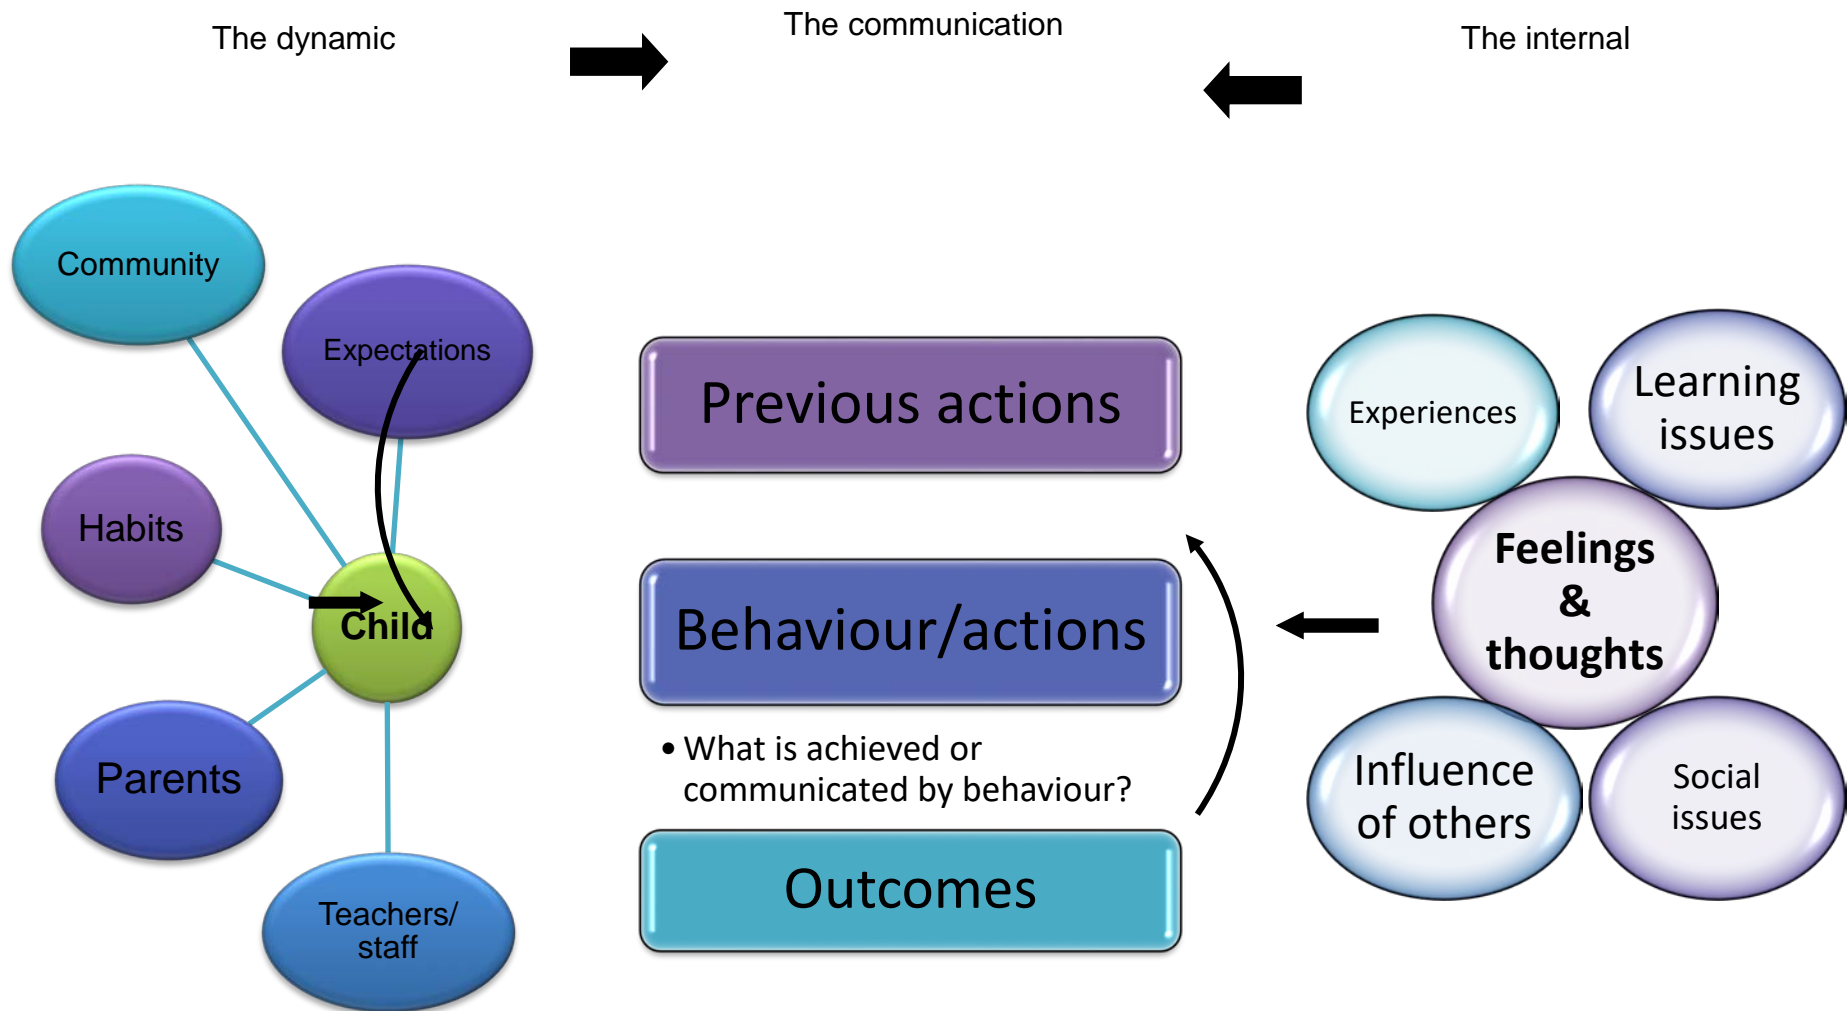 The dynamic
The communication
The internal
Community
Expectations
Habits
Child
Parents
Teachers/
staff
Previous actions
Behaviour/actions
• What is achieved or
communicated by behaviour?
Outcomes
Experiences
Learning
issues
Feelings
&
thoughts
Influence
of others
Social
issues